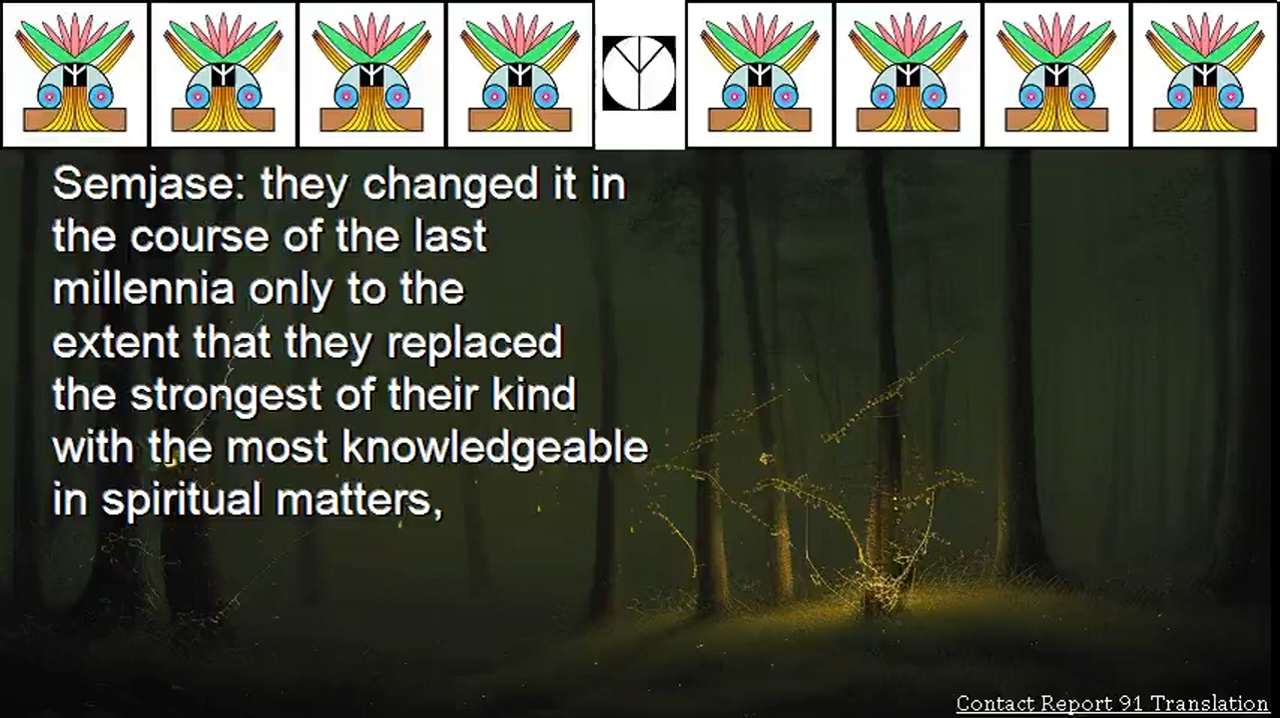 Semjase: they changed it in
the course of the last
millennia only to the
extent that they replaced
the strongest of their kind
with the most knowledgeable
in spiritual matters,
Contact Report 91 Translation